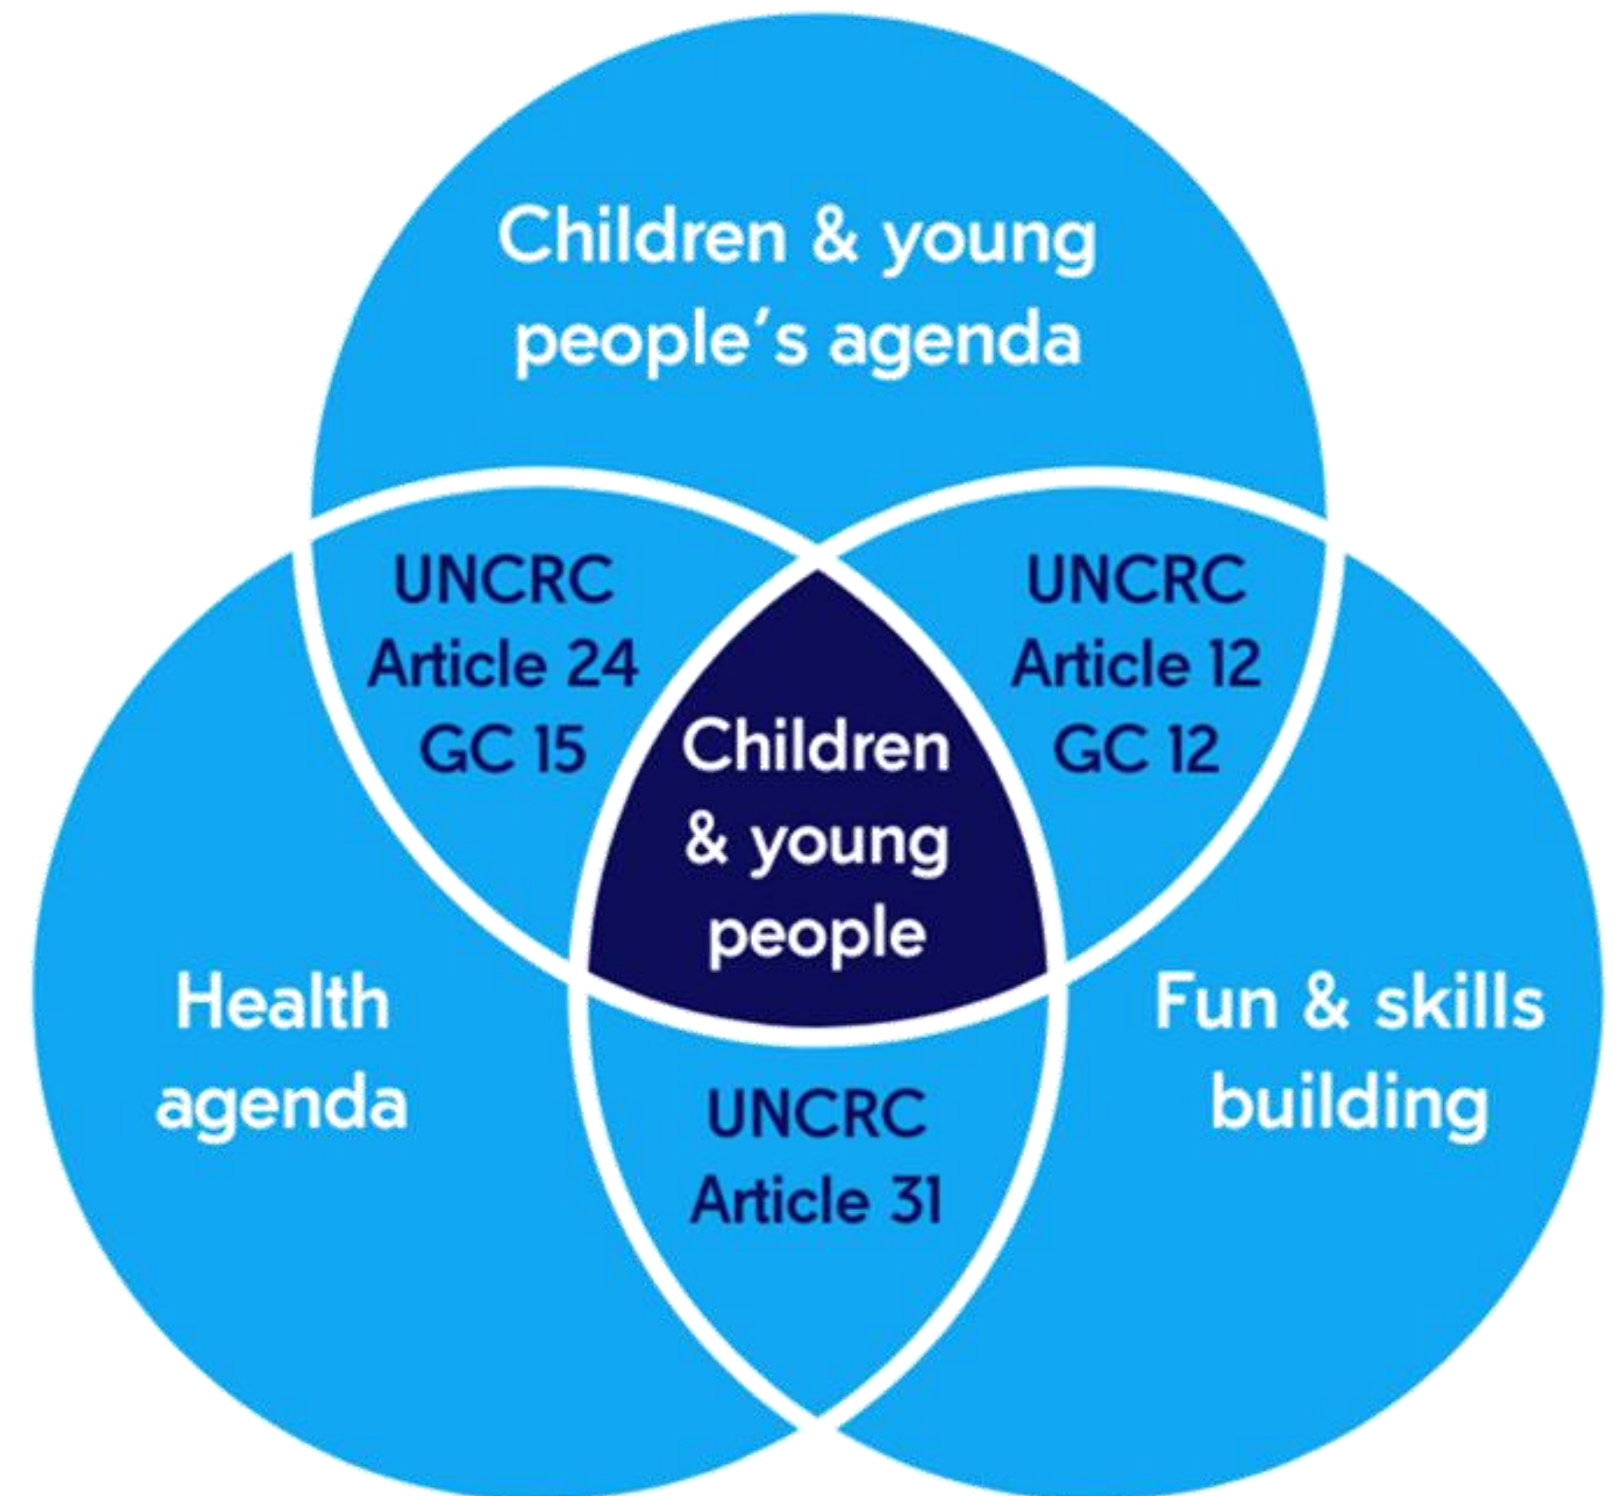 Children & young
people's agenda
UNCRC
Article 24
GC 15
UNCRC
Article 12
GC 12
Children
& young
people
Health
agenda
Fun & skills
building
UNCRC
Article 31